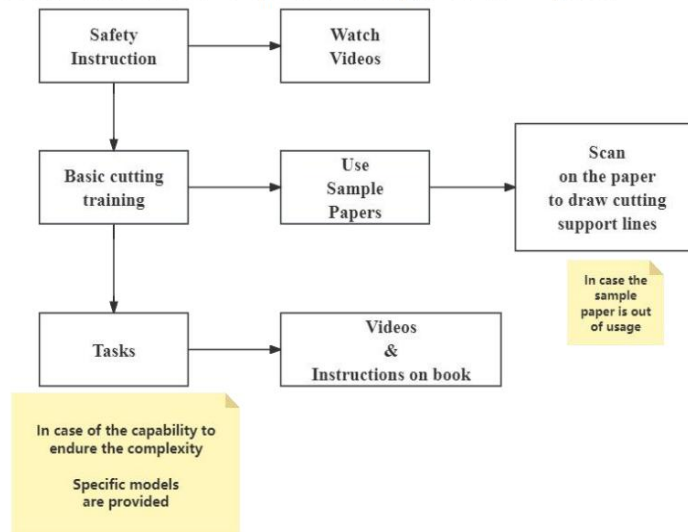 Safety
Instruction
Watch
Videos
Basic cutting
training
Use
Sample
Papers
Scan
on the paper
to draw cutting
support lines
In case the
sample
paper is out
of usage
Tasks
Videos
&
Instructions on book
In case of the capability to
endure the complexity
Specific models
are provided